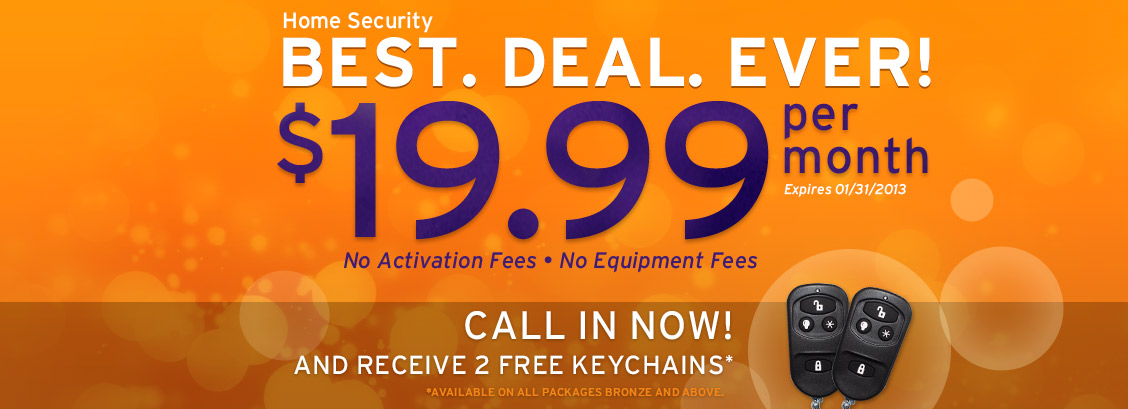 Home Security
BEST. DEAL. EVER!
$19.99
per
month
Expires 01/31/2013
No Activation Fees • No Equipment Fees
CALL IN NOW!
AND RECEIVE 2 FREE KEYCHAINS*
*AVAILABLE ON ALL PACKAGES BRONZE AND ABOVE.